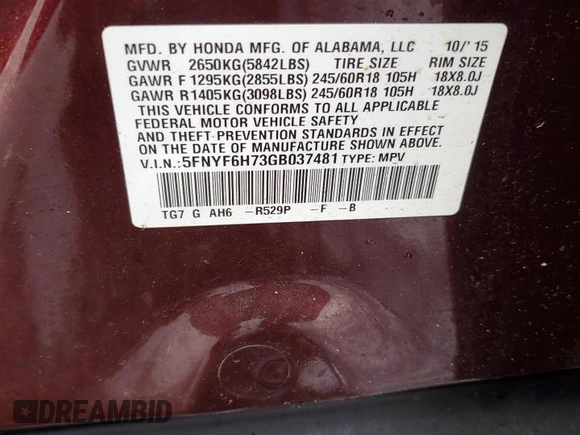 MFD. BY HONDA MFG. OF ALABAMA, LLC 10/'15
GVWR 2650KG(5842LBS) TIRE SIZE RIM SIZE
GAWR F 1295KG(2855LBS) 245/60R18 105H 18X8.0J
GAWR R1405KG(3098LBS) 245/60R18 105H 18X8.0J
THIS VEHICLE CONFORMS TO ALL APPLICABLE
FEDERAL MOTOR VEHICLE SAFETY
AND THEFT-PREVENTION STANDARDS IN EFFECT
ON THE DATE OF MANUFACTURE SHOWN ABOVE.
V.I.N.:5FNYF6H73GB037481 TYPE: MPV
TG7 G AH6 -R529P -F -B
DREAMBID